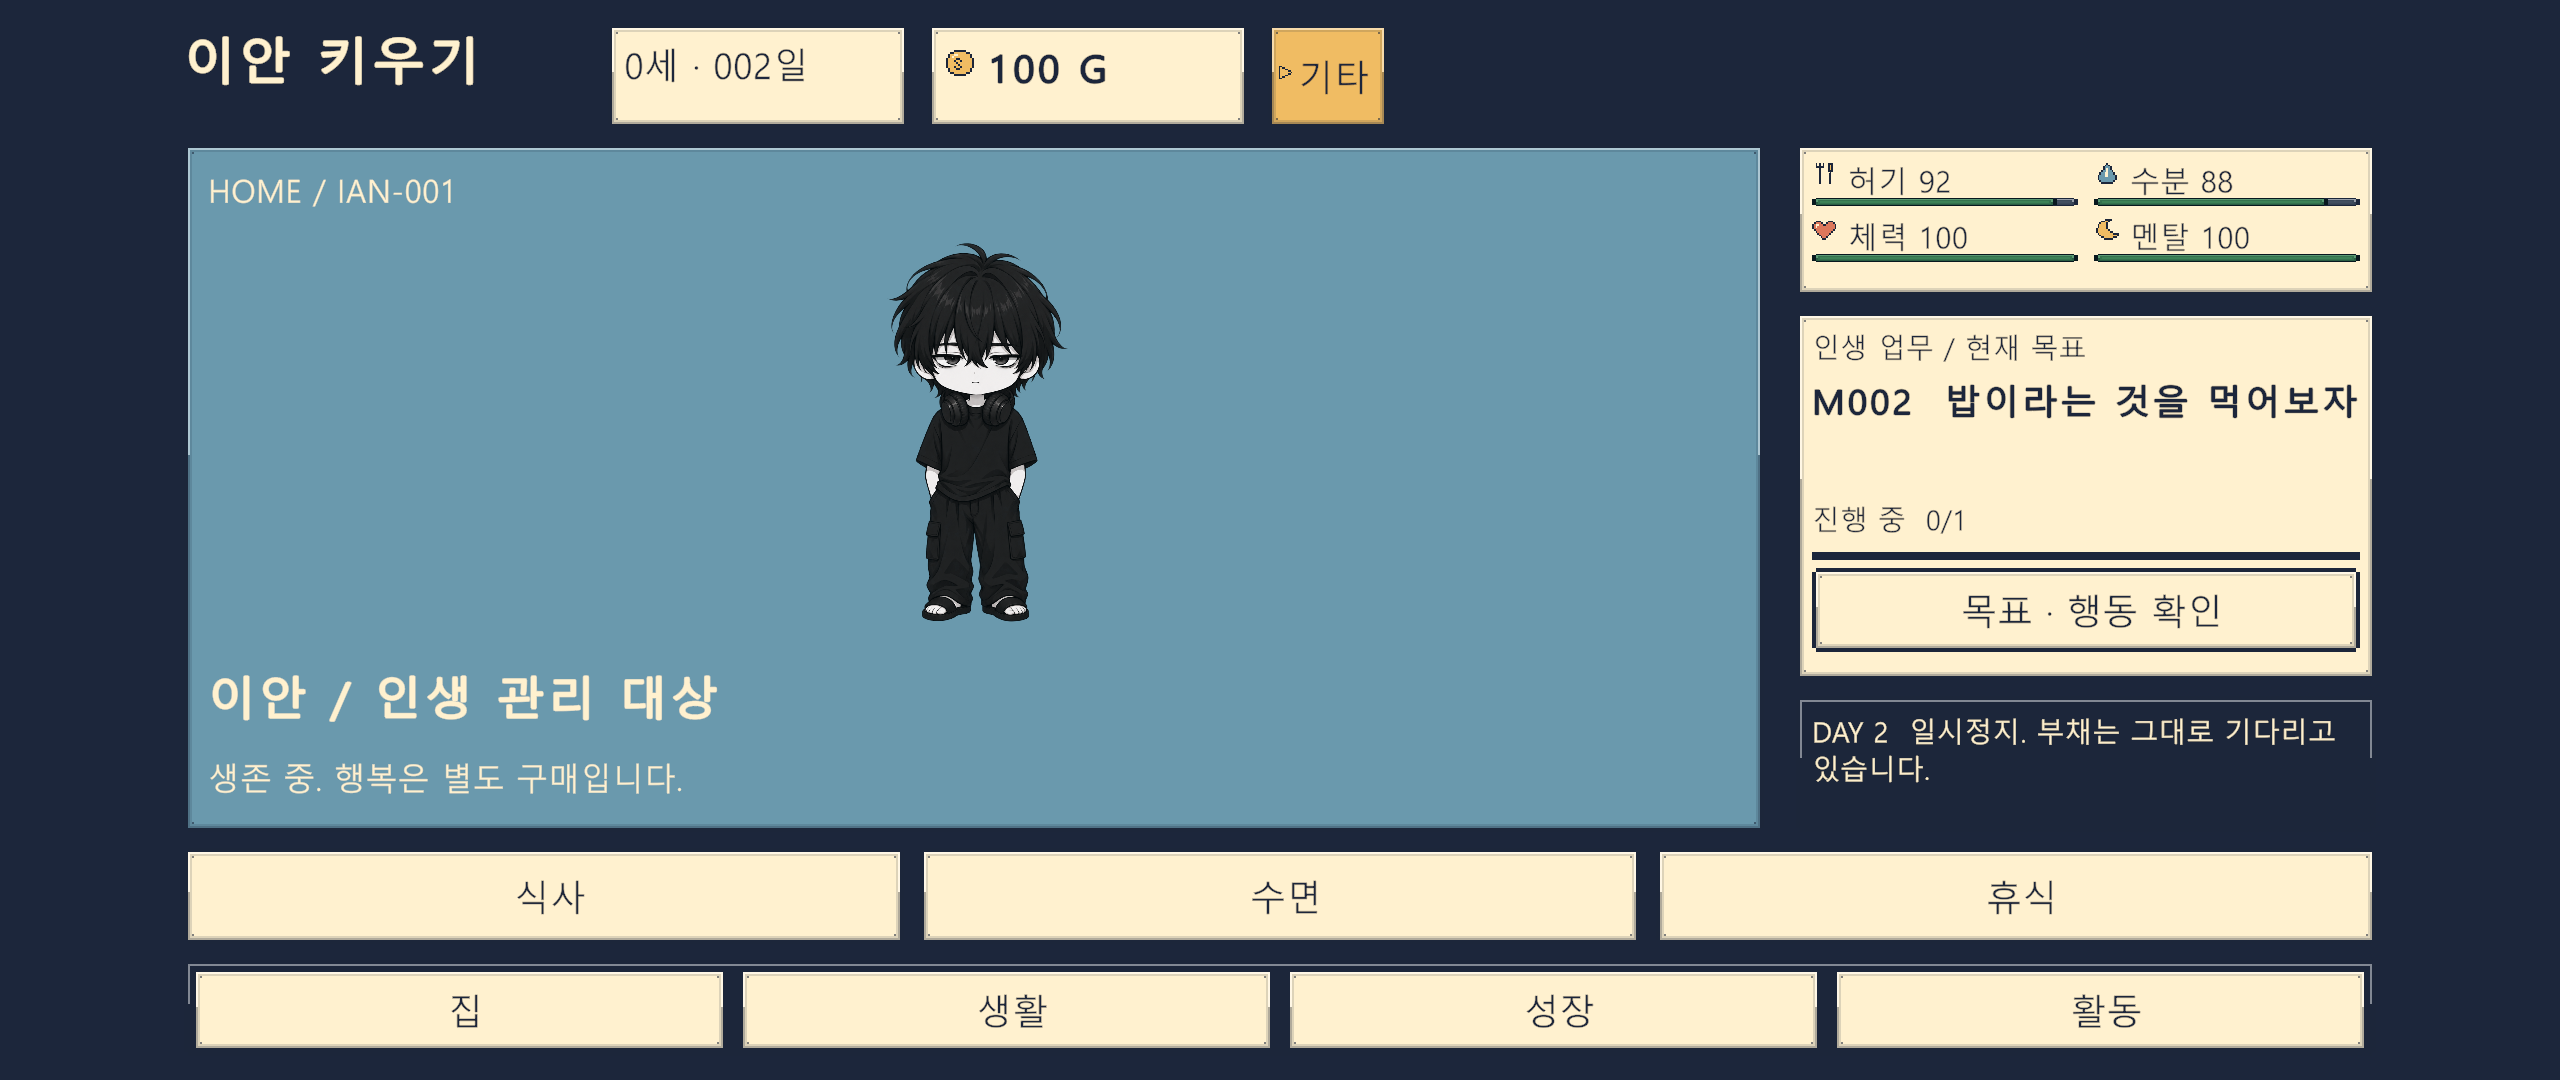 이안 키우기
0세 · 002일
100 G
기타
HOME / IAN-001
이안 / 인생 관리 대상
생존 중. 행복은 별도 구매입니다.
허기 92
수분 88
체력 100
멘탈 100
인생 업무 / 현재 목표
M002 밥이라는 것을 먹어보자
진행 중 0/1
목표 · 행동 확인
DAY 2 일시정지. 부채는 그대로 기다리고
있습니다.
식사
수면
휴식
집
생활
성장
활동